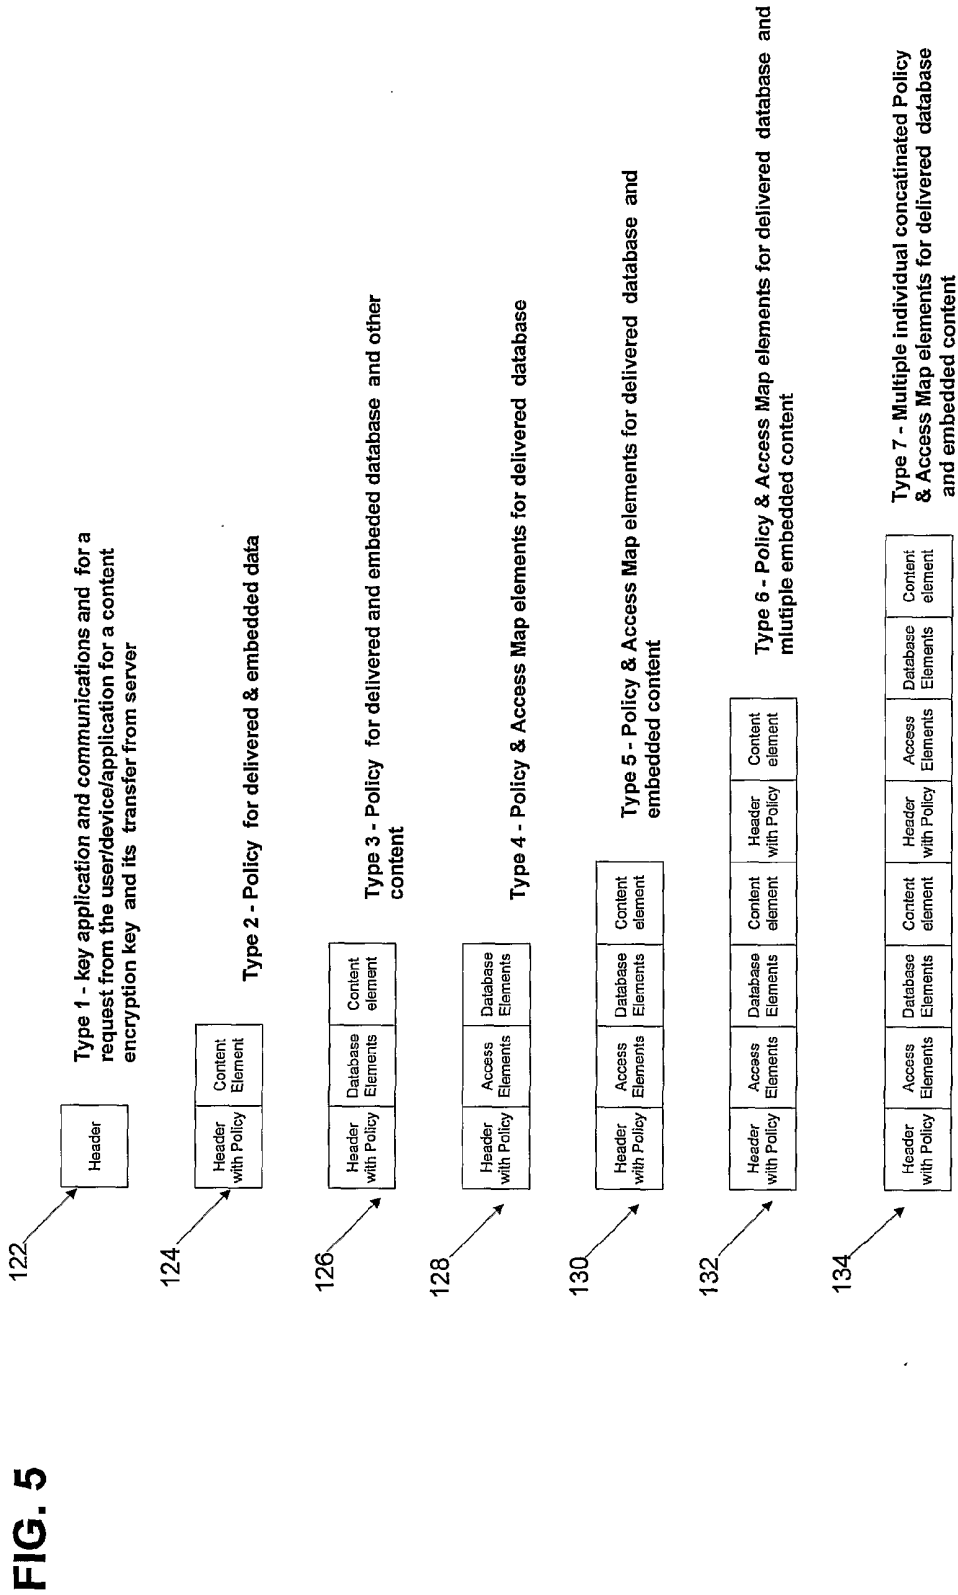 FIG. 5
122
Header
Type 1 - key application and communications and for a
request from the user/device/application for a content
encryption key and its transfer from server
124
Header
with Policy
Content
Element
Type 2 - Policy for delivered & embedded data
126
Header
with Policy
Database
Elements
Content
element
Type 3 - Policy for delivered and embeded database and other
content
128
Header
with Policy
Access
Elements
Database
Elements
Type 4 - Policy & Access Map elements for delivered database
130
Header
with Policy
Access
Elements
Database
Elements
Content
element
Type 5 - Policy & Access Map elements for delivered database and
embedded content
132
Header
with Policy
Access
Elements
Database
Elements
Content
element
Header
with Policy
Content
element
Type 6 - Policy & Access Map elements for delivered database and
mlutiple embedded content
134
Header
with Policy
Access
Elements
Database
Elements
Content
element
Header
with Policy
Access
Elements
Database
Elements
Content
element
Type 7 - Multiple individual concatinated Policy
& Access Map elements for delivered database
and embedded content